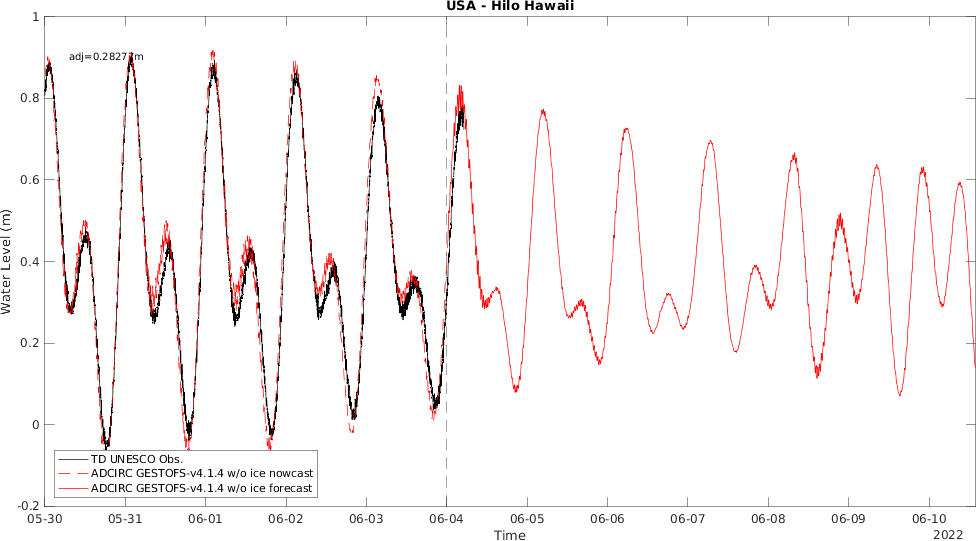 USA - Hilo Hawaii
adj=0.28277m
1
0.8
0.6
0.4
0.2
0
-0.2
Water Level (m)
TD UNESCO Obs.
ADCIRC GESTOFS-v4.1.4 w/o ice nowcast
ADCIRC GESTOFS-v4.1.4 w/o ice forecast
05-30 05-31 06-01 06-02 06-03 06-04 06-05 06-06 06-07 06-08 06-09 06-10
Time
2022